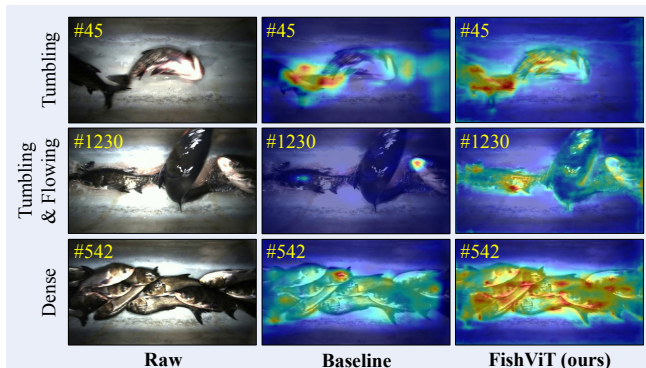 Tumbling
#45
#45
#45
Tumbling
& Flowing
#1230
#1230
#1230
Dense
#542
#542
#542
Raw
Baseline
FishViT (ours)